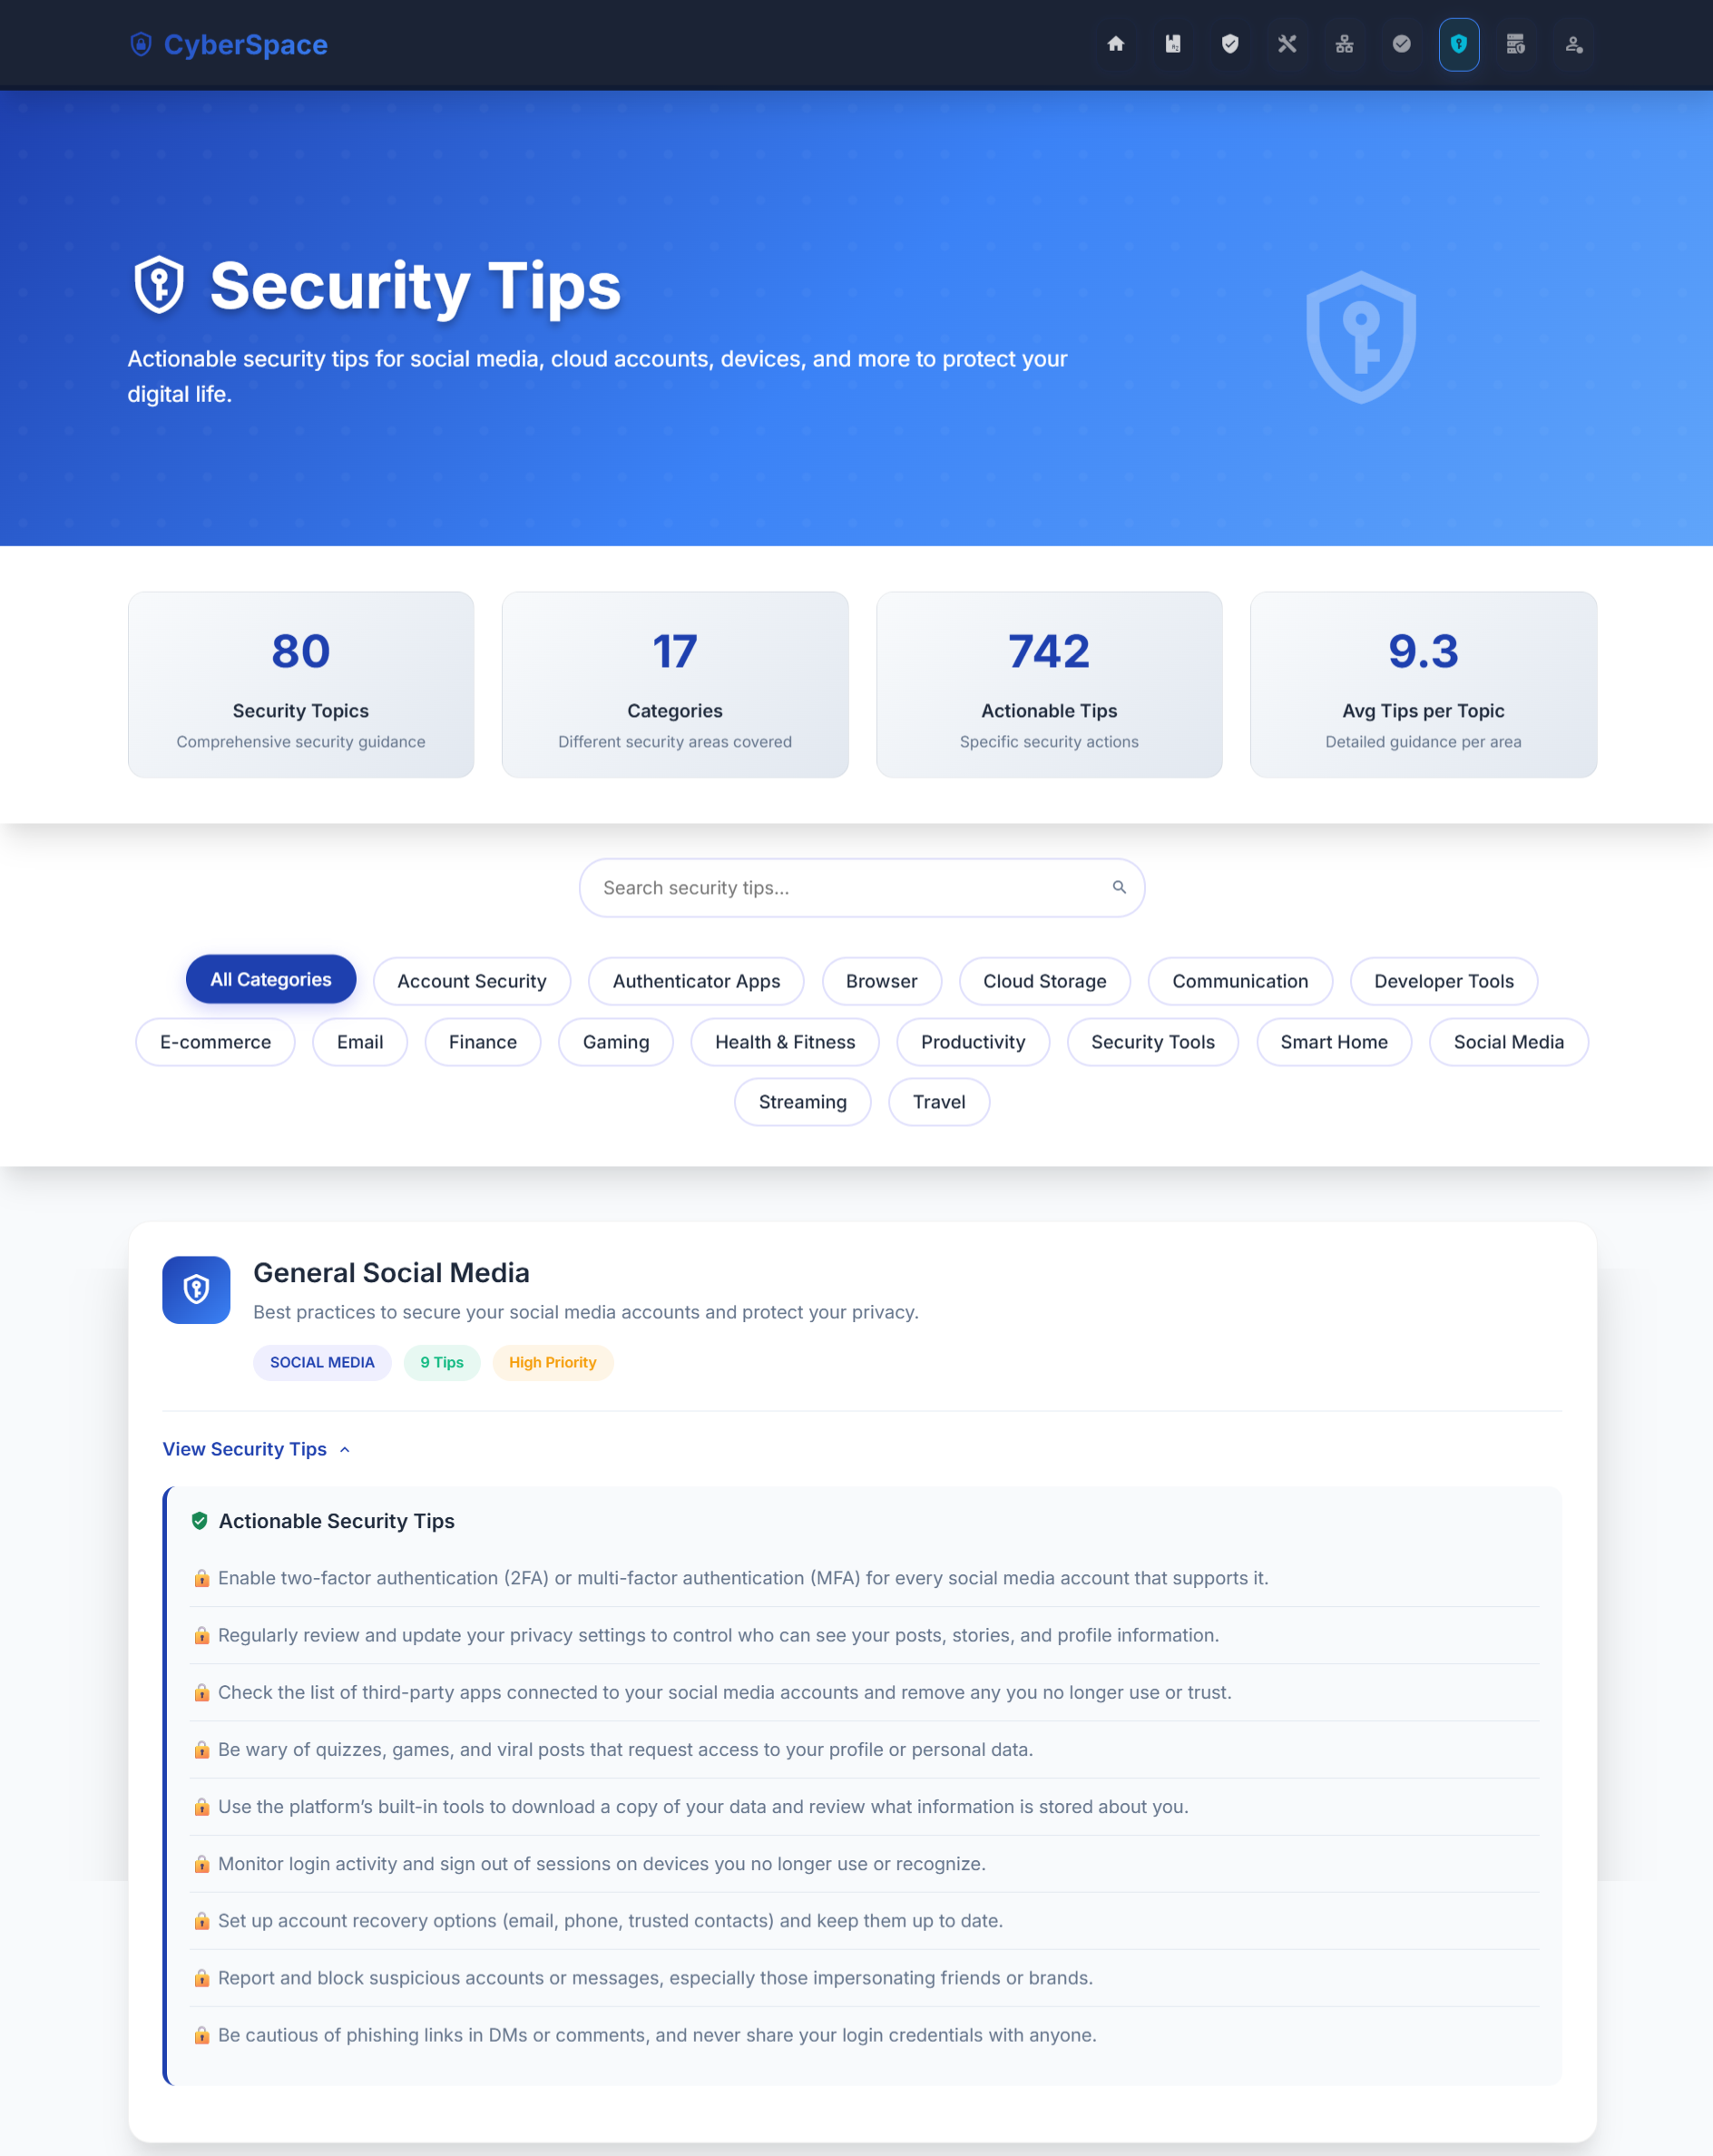 CyberSpace
Security Tips
Actionable security tips for social media, cloud accounts, devices, and more to protect your
digital life.
80
Security Topics
Comprehensive security guidance
17
Categories
Different security areas covered
742
Actionable Tips
Specific security actions
9.3
Avg Tips per Topic
Detailed guidance per area
Search security tips...
All Categories
Account Security
Authenticator Apps
Browser
Cloud Storage
Communication
Developer Tools
E-commerce
Email
Finance
Gaming
Health & Fitness
Productivity
Security Tools
Smart Home
Social Media
Streaming
Travel
General Social Media
Best practices to secure your social media accounts and protect your privacy.
SOCIAL MEDIA
9 Tips
High Priority
View Security Tips
Actionable Security Tips
Enable two-factor authentication (2FA) or multi-factor authentication (MFA) for every social media account that supports it.
Regularly review and update your privacy settings to control who can see your posts, stories, and profile information.
Check the list of third-party apps connected to your social media accounts and remove any you no longer use or trust.
Be wary of quizzes, games, and viral posts that request access to your profile or personal data.
Use the platform’s built-in tools to download a copy of your data and review what information is stored about you.
Monitor login activity and sign out of sessions on devices you no longer use or recognize.
Set up account recovery options (email, phone, trusted contacts) and keep them up to date.
Report and block suspicious accounts or messages, especially those impersonating friends or brands.
Be cautious of phishing links in DMs or comments, and never share your login credentials with anyone.